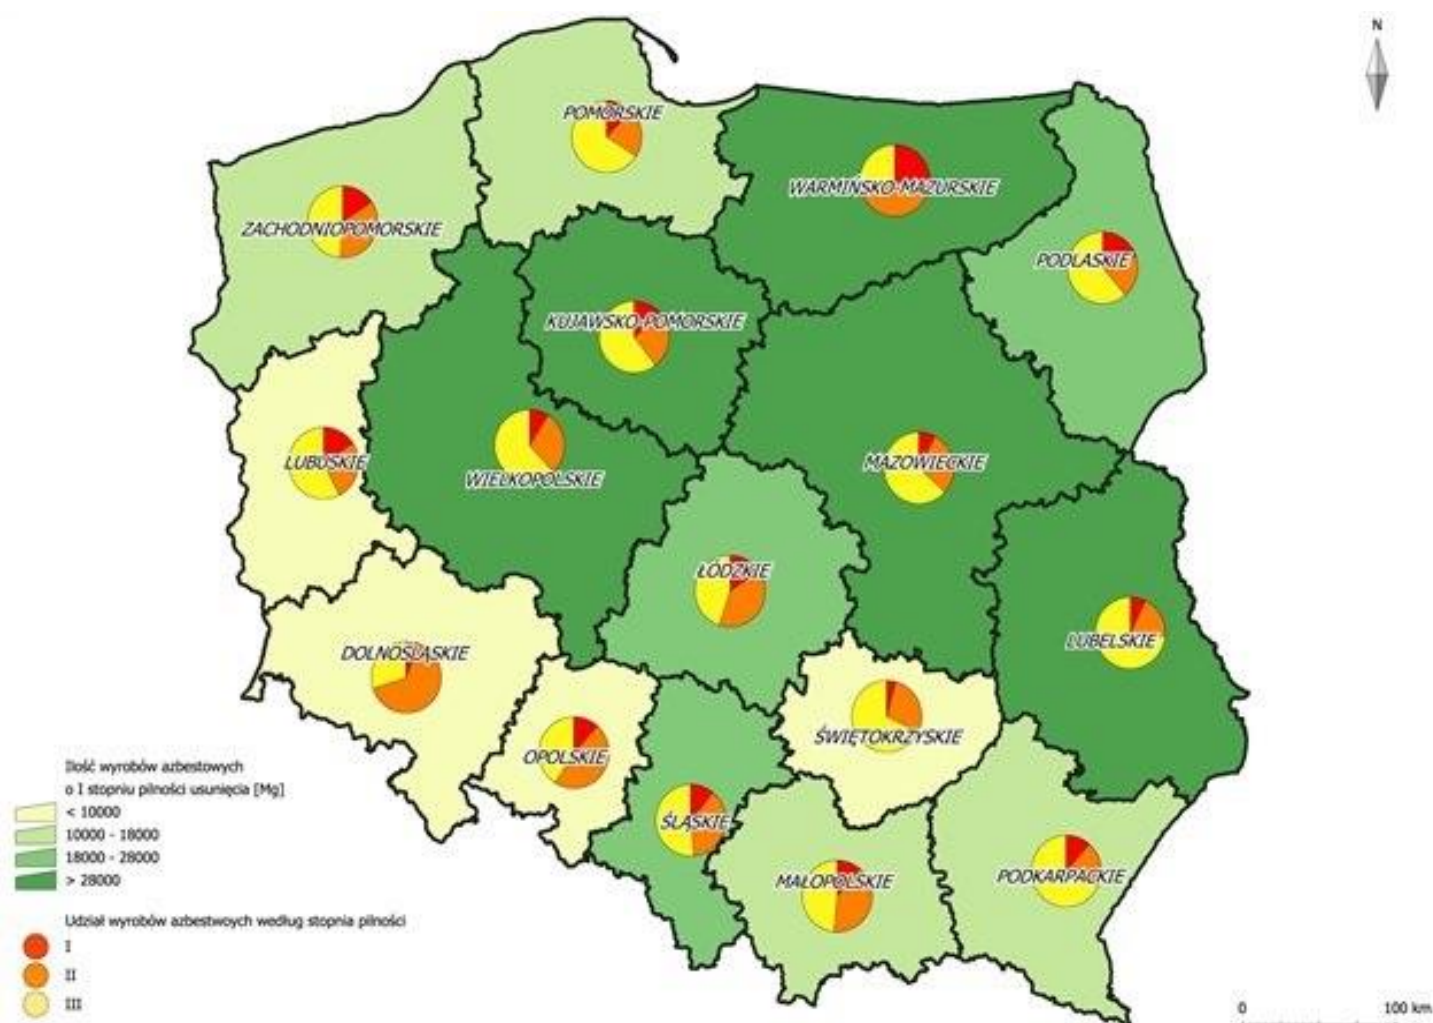 N
POMORSKIE
WARMIŃSKO-MAZURSKIE
ZACHODNIOPOMORSKIE
PODLASKIE
KUJAWSKO-POMORSKIE
LUBUSKIE
WIELKOPOLSKIE
MAZOWIECKIE
ŁÓDZKIE
LUBELSKIE
DOLNOŚLĄSKIE
OPOLSKIE
ŚWIĘTOKRZYSKIE
ŚLĄSKIE
MAŁOPOLSKIE
PODKARPACKIE
Ilość wyrobów azbestowych
o I stopniu pilności usunięcia [Mg]
< 10000
10000 - 18000
18000 - 28000
> 28000
Udział wyrobów azbestwoych według stopnia pilności
I
II
III
0 100 km